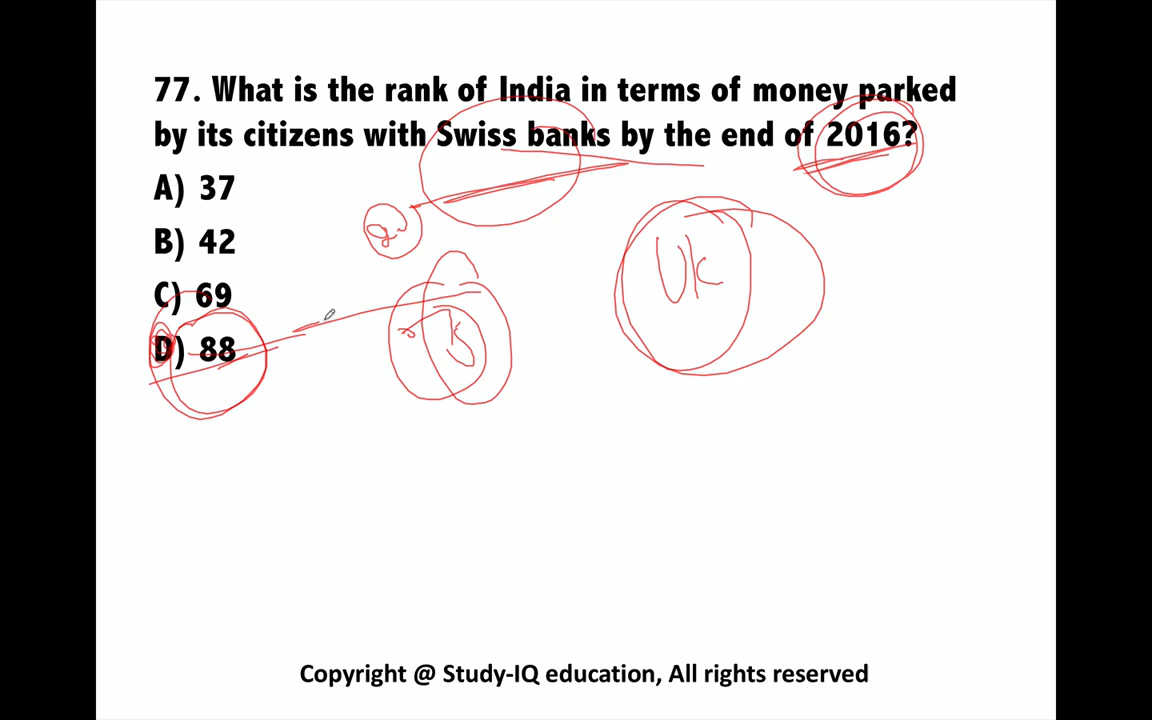 77. What is the rank of India in terms of money parked
by its citizens with Swiss banks by the end of 2016?
A) 37
B) 42
C) 69
D) 88
UK
Copyright @ Study-IQ education, All rights reserved